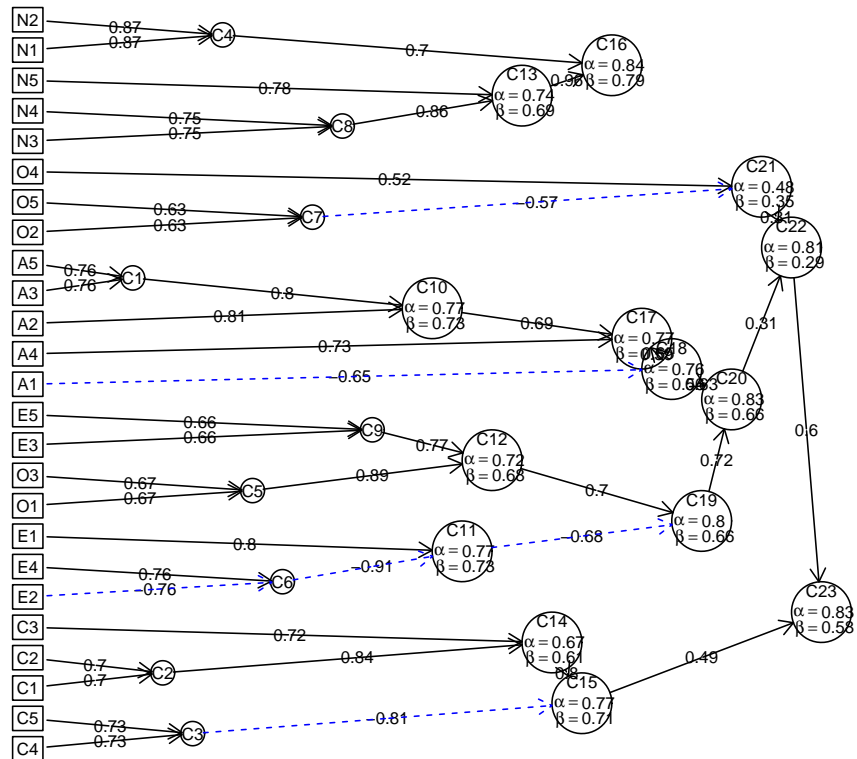 N2
N1
N5
N4
N3
O4
O5
O2
A5
A3
A2
A4
A1
E5
E3
O3
O1
E1
E4
E2
C3
C2
C1
C5
C4
0.87
0.87
C4
0.7
C16
α = 0.84
β = 0.79
0.78
C13
α = 0.74
β = 0.69
0.96
0.75
0.75
C8
0.86
0.52
C21
α = 0.48
β = 0.35
0.63
0.63
C7
−0.57
0.31
C22
α = 0.81
β = 0.29
0.76
0.76
C1
0.8
C10
α = 0.77
β = 0.73
0.81
0.69
C17
α = 0.77
0.73
C18
α = 0.76
−0.65
C20
α = 0.83
β = 0.66
0.31
0.6
0.66
0.66
C9
0.77
C12
α = 0.72
β = 0.68
0.67
0.67
C5
0.89
0.7
0.72
C19
α = 0.8
β = 0.66
0.8
C11
α = 0.77
β = 0.73
−0.68
0.76
−0.76
C6
−0.91
C23
α = 0.83
β = 0.58
0.72
C14
α = 0.67
β = 0.61
0.7
0.7
C2
0.84
0.8
C15
α = 0.77
β = 0.71
0.49
0.73
0.73
C3
−0.81